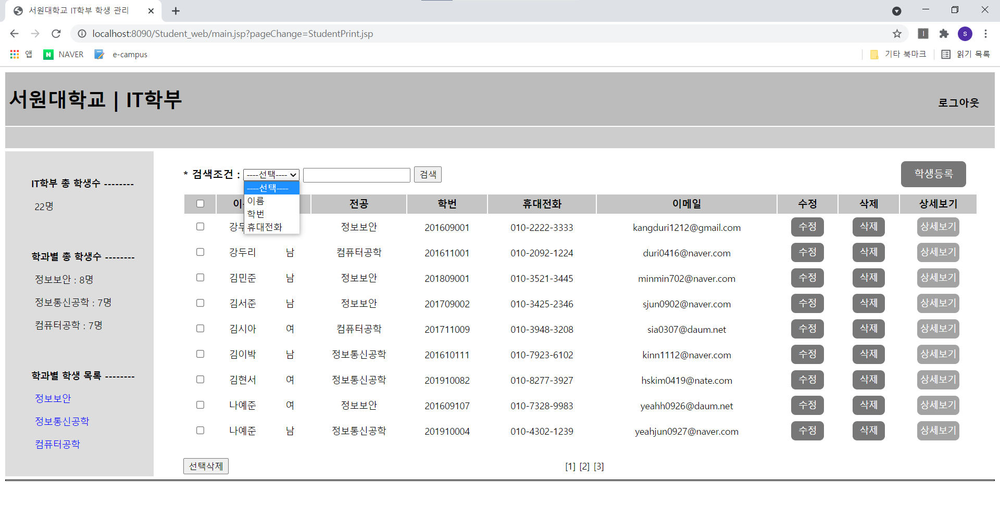 서원대학교 IT학부 학생 관리
localhost:8090/Student_web/main.jsp?pageChange=StudentPrint.jsp
I
s
앱 N NAVER e-campus 기타 북마크 읽기 목록
서원대학교 | IT학부
로그아웃
IT학부 총 학생수 --------
22명
학과별 총 학생수 --------
정보보안 : 8명
정보통신공학 : 7명
컴퓨터공학 : 7명
학과별 학생 목록 --------
정보보안
정보통신공학
컴퓨터공학
* 검색조건 : ----선택---- 검색
학생등록
----선택----
이름
학번
휴대전화
전공 학번 휴대전화 이메일 수정 삭제 상세보기
정보보안 201609001 010-2222-3333 kangduri1212@gmail.com 수정 삭제 상세보기
강두리 남 컴퓨터공학 201611001 010-2092-1224 duri0416@naver.com 수정 삭제 상세보기
김민준 남 정보보안 201809001 010-3521-3445 minmin702@naver.com 수정 삭제 상세보기
김서준 남 정보보안 201709002 010-3425-2346 sjun0902@naver.com 수정 삭제 상세보기
김시아 여 컴퓨터공학 201711009 010-3948-3208 sia0307@daum.net 수정 삭제 상세보기
김이박 남 정보통신공학 201610111 010-7923-6102 kinn1112@naver.com 수정 삭제 상세보기
김현서 여 정보통신공학 201910082 010-8277-3927 hskim0419@nate.com 수정 삭제 상세보기
나예준 여 정보보안 201609107 010-7328-9983 yeahh0926@daum.net 수정 삭제 상세보기
나예준 남 정보통신공학 201910004 010-4302-1239 yeahjun0927@naver.com 수정 삭제 상세보기
선택삭제 [1] [2] [3]